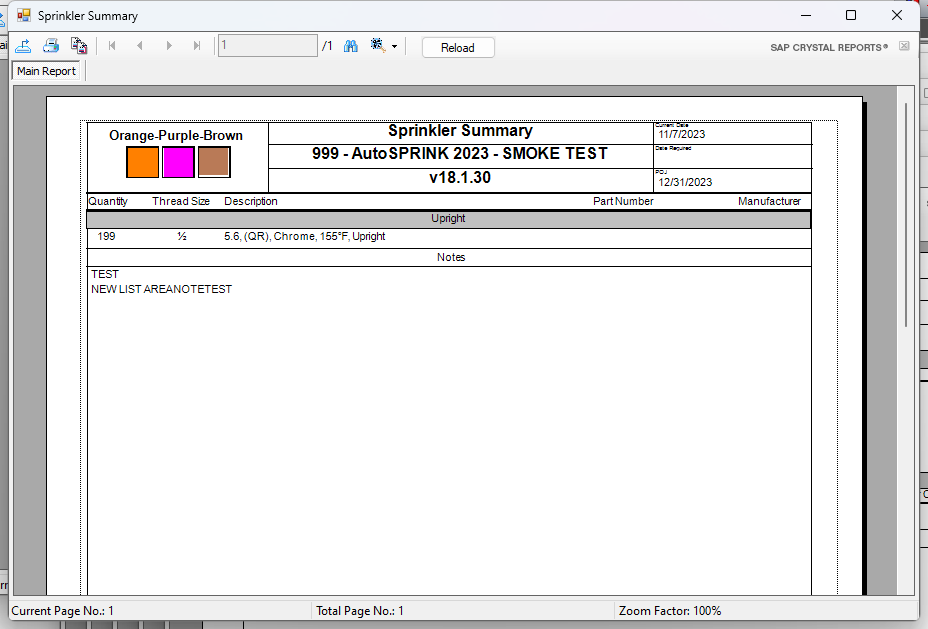 Sprinkler Summary
1 /1 Reload SAP CRYSTAL REPORTS®
Main Report
Orange-Purple-Brown
Sprinkler Summary
999 - AutoSPRINK 2023 - SMOKE TEST
v18.1.30
Current Date
11/7/2023
Date Required
12/31/2023
Quantity Thread Size Description Part Number Manufacturer
Upright
199 ½ 5.6, (QR), Chrome, 155°F, Upright
Notes
TEST
NEW LIST AREANOTETEST
Current Page No.: 1 Total Page No.: 1 Zoom Factor: 100%